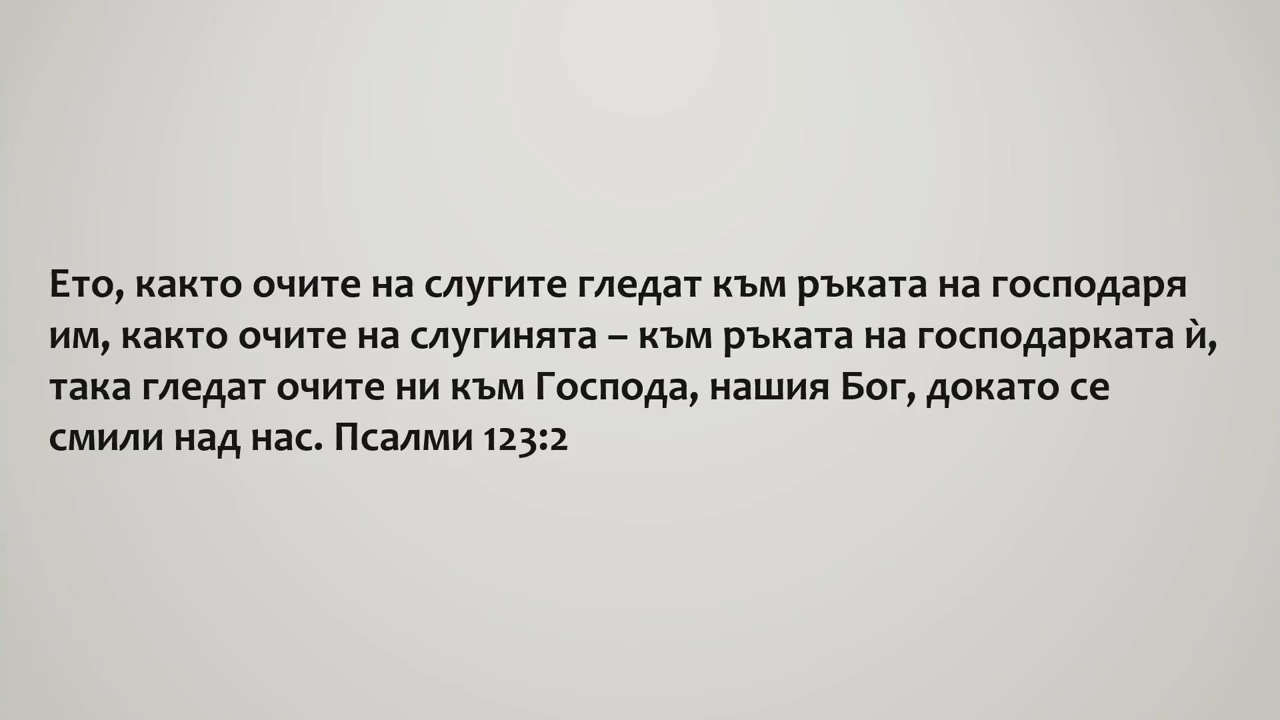 Ето, както очите на слугите гледат към ръката на господаря
им, както очите на слугинята – към ръката на господарката ѝ,
така гледат очите ни към Господа, нашия Бог, докато се
смили над нас. Псалми 123:2